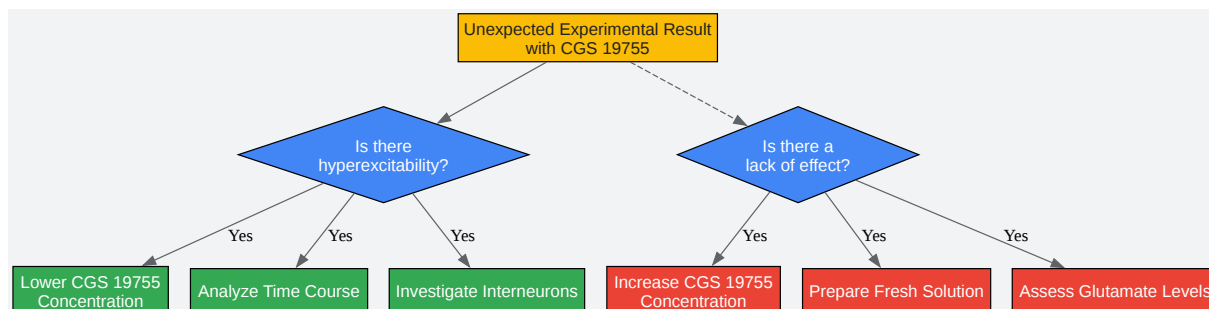 Unexpected Experimental Result
with CGS 19755
Is there
hyperexcitability?
Is there a
lack of effect?
Yes
Yes
Yes
Yes
Yes
Yes
Lower CGS 19755
Concentration
Analyze Time Course
Investigate Interneurons
Increase CGS 19755
Concentration
Prepare Fresh Solution
Assess Glutamate Levels